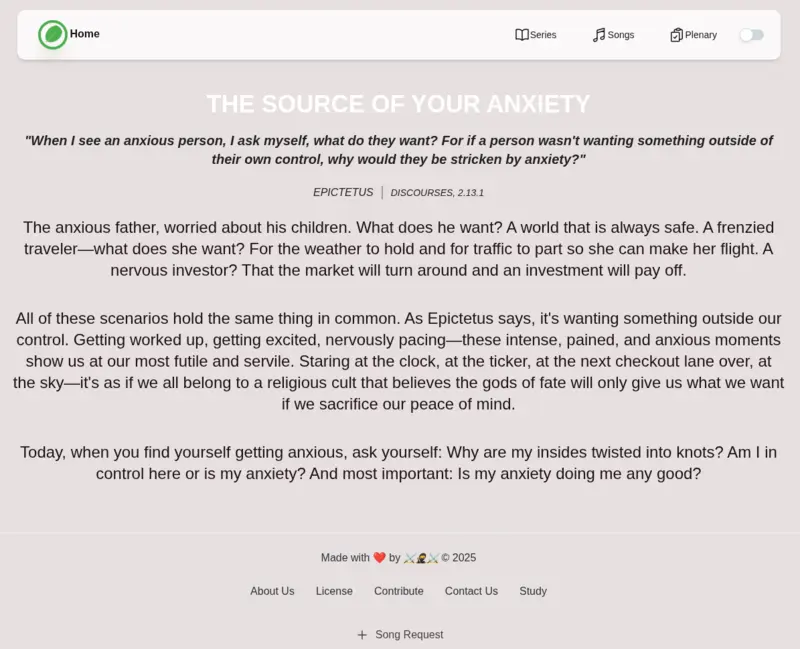 Home
Series
Songs
Plenary
THE SOURCE OF YOUR ANXIETY
"When I see an anxious person, I ask myself, what do they want? For if a person wasn't wanting something outside of
their own control, why would they be stricken by anxiety?"
EPICTETUS | DISCOURSES, 2.13.1
The anxious father, worried about his children. What does he want? A world that is always safe. A frenzied
traveler—what does she want? For the weather to hold and for traffic to part so she can make her flight. A
nervous investor? That the market will turn around and an investment will pay off.
All of these scenarios hold the same thing in common. As Epictetus says, it's wanting something outside our
control. Getting worked up, getting excited, nervously pacing—these intense, pained, and anxious moments
show us at our most futile and servile. Staring at the clock, at the ticker, at the next checkout lane over, at
the sky—it's as if we all belong to a religious cult that believes the gods of fate will only give us what we want
if we sacrifice our peace of mind.
Today, when you find yourself getting anxious, ask yourself: Why are my insides twisted into knots? Am I in
control here or is my anxiety? And most important: Is my anxiety doing me any good?
Made with ❤️ by ⚔️🥷⚔️ © 2025
About Us
License
Contribute
Contact Us
Study
+ Song Request